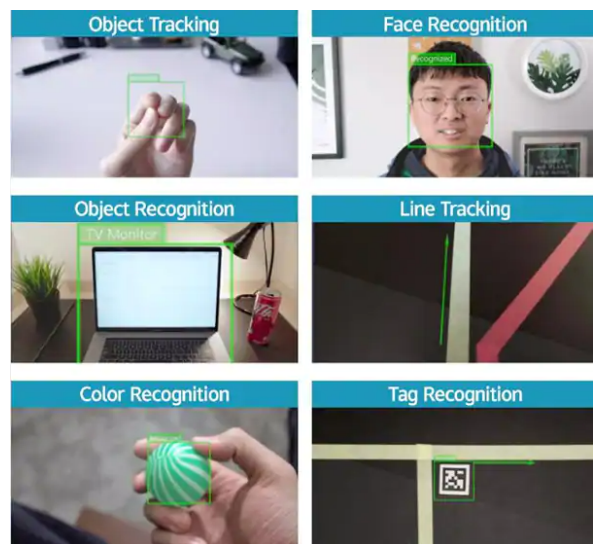 Object Tracking
Face Recognition
Recognized
Object Recognition
TV Monitor
Line Tracking
Color Recognition
Tag Recognition